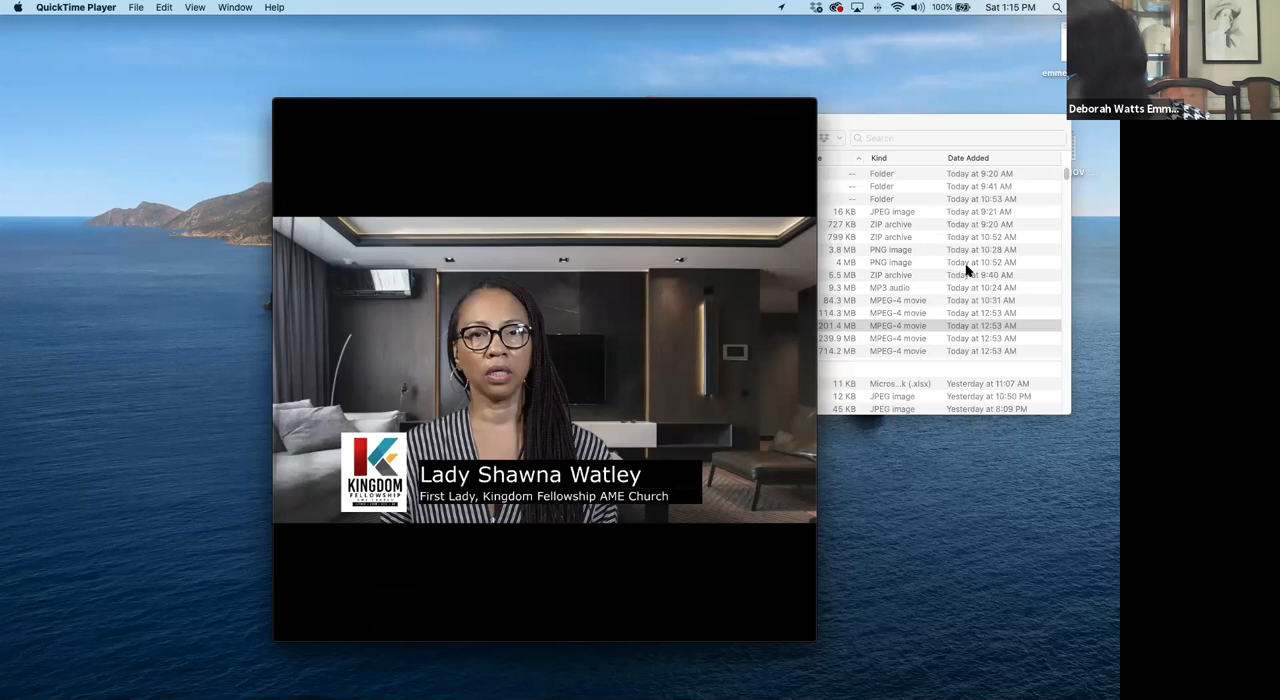 QuickTime Player File Edit View Window Help 100% Sat 1:15 PM
emme
Deborah Watts Emm...
Search
e Kind Date Added
-- Folder Today at 9:20 AM
-- Folder Today at 9:41 AM
-- Folder Today at 10:53 AM
16 KB JPEG image Today at 9:21 AM
727 KB ZIP archive Today at 9:20 AM
799 KB ZIP archive Today at 10:52 AM
3.8 MB PNG image Today at 10:28 AM
4 MB PNG image Today at 10:52 AM
5.5 MB ZIP archive Today at 9:40 AM
9.3 MB MP3 audio Today at 10:24 AM
84.3 MB MPEG-4 movie Today at 10:31 AM
114.3 MB MPEG-4 movie Today at 12:53 AM
201.4 MB MPEG-4 movie Today at 12:53 AM
239.9 MB MPEG-4 movie Today at 12:53 AM
714.2 MB MPEG-4 movie Today at 12:53 AM
11 KB Micros...k (.xlsx) Yesterday at 11:07 AM
12 KB JPEG image Yesterday at 10:50 PM
45 KB JPEG image Yesterday at 8:09 PM
OV
K
KINGDOM
FELLOWSHIP
AME CHURCH
Lady Shawna Watley
First Lady, Kingdom Fellowship AME Church